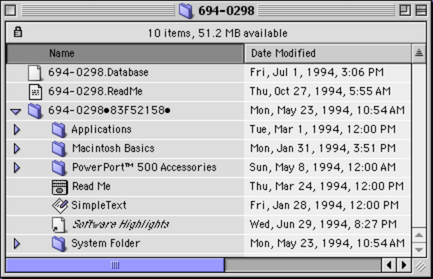 694-0298
10 items, 51.2 MB available
Name Date Modified
694-0298.Database Fri, Jul 1, 1994, 3:06 PM
694-0298.ReadMe Thu, Oct 27, 1994, 5:55 AM
694-0298•83F52158• Mon, May 23, 1994, 10:54 AM
Applications Tue, Mar 1, 1994, 12:00 PM
Macintosh Basics Mon, Jan 31, 1994, 3:51 PM
PowerPort™ 500 Accessories Sun, May 8, 1994, 12:00 AM
Read Me Thu, Mar 24, 1994, 12:00 PM
SimpleText Fri, Jan 28, 1994, 12:00 PM
Software Highlights Wed, Jun 29, 1994, 8:27 PM
System Folder Mon, May 23, 1994, 10:54 AM